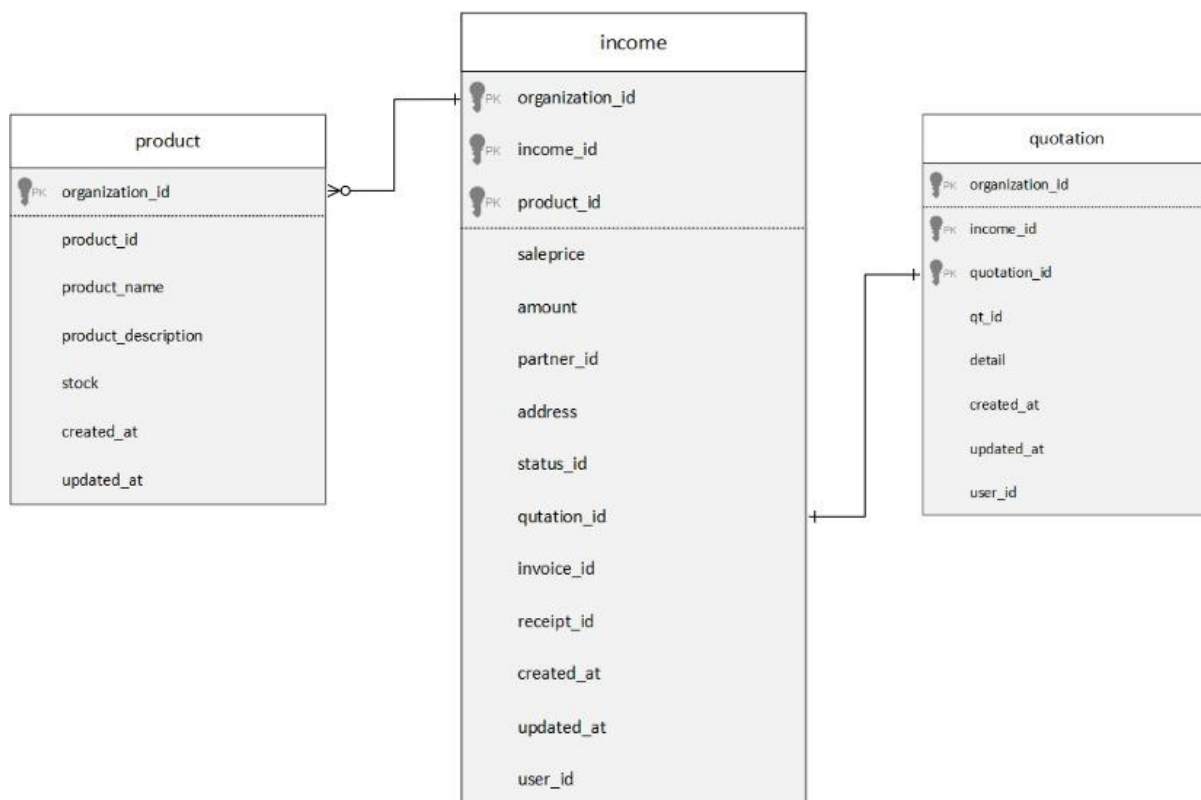 product
PK organization_id
product_id
product_name
product_description
stock
created_at
updated_at
income
PK organization_id
PK income_id
PK product_id
saleprice
amount
partner_id
address
status_id
qutation_id
invoice_id
receipt_id
created_at
updated_at
user_id
quotation
PK organization_id
PK income_id
PK quotation_id
qt_id
detail
created_at
updated_at
user_id